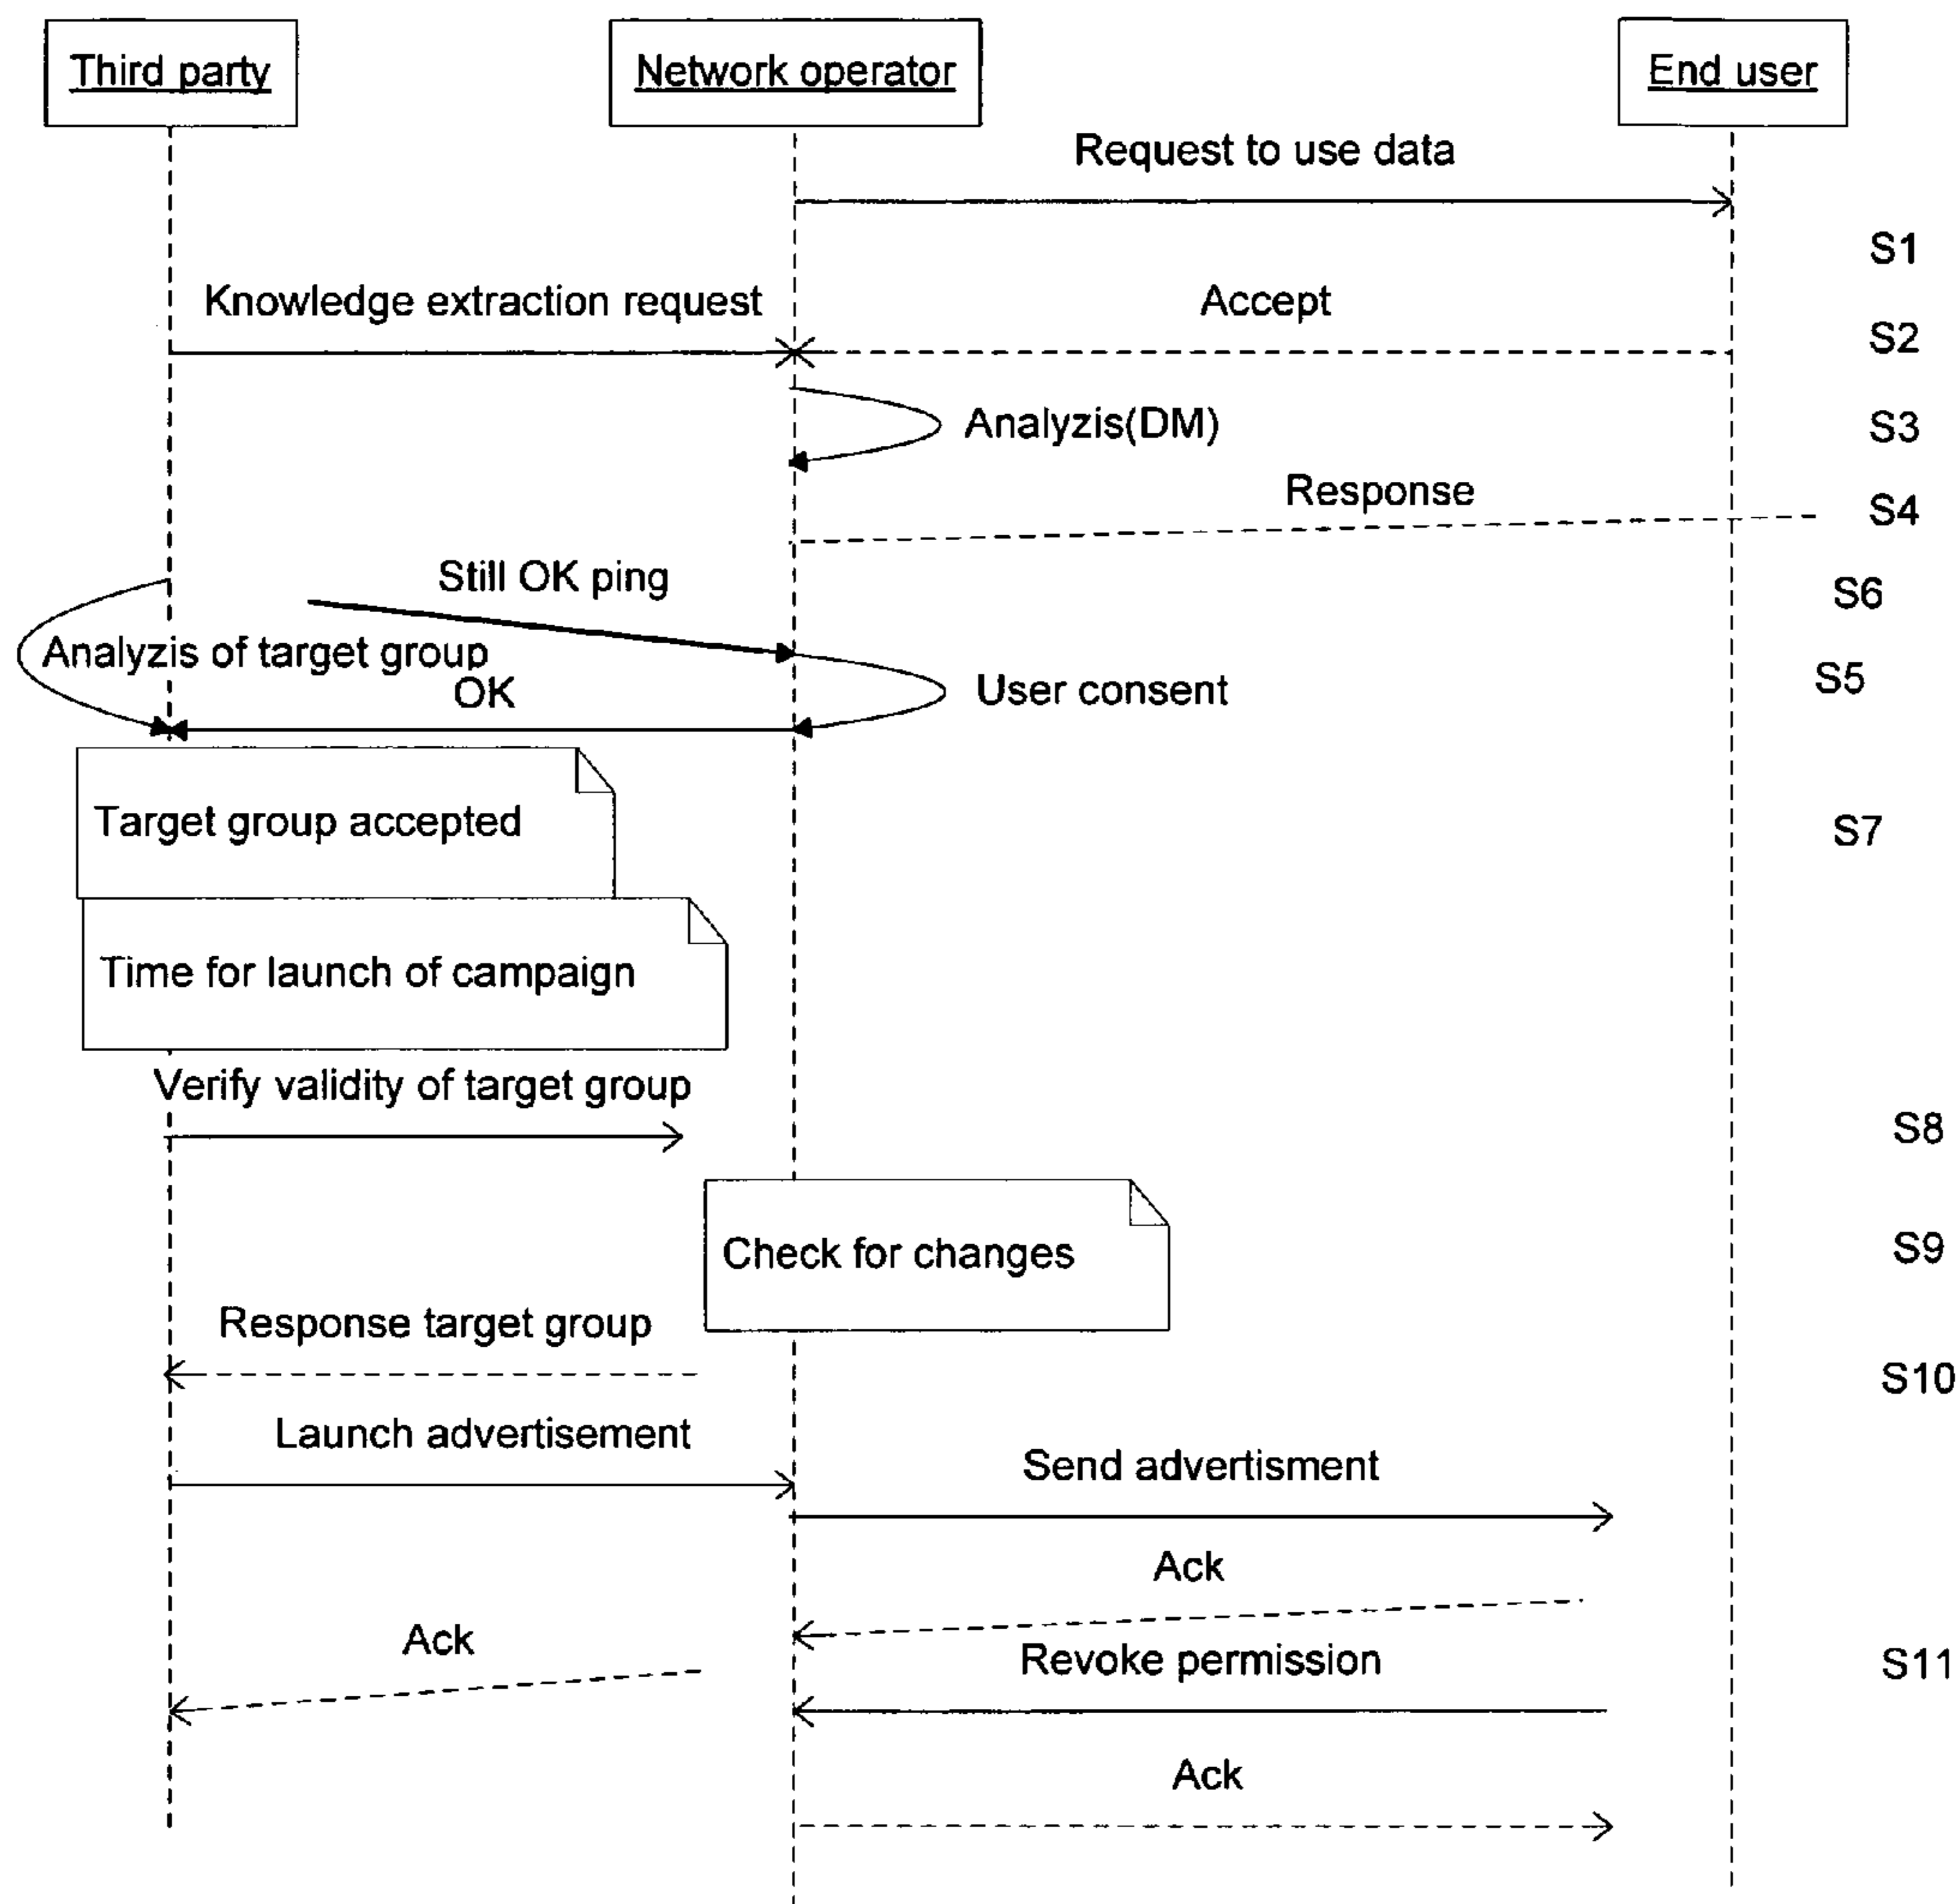 Third party
Network operator
End user
Request to use data
S1
Knowledge extraction request
Accept
S2
Analyzis(DM)
S3
Response
S4
Still OK ping
S6
Analyzis of target group
OK
User consent
S5
Target group accepted
S7
Time for launch of campaign
Verify validity of target group
S8
Check for changes
S9
Response target group
S10
Launch advertisement
Send advertisment
Ack
Ack
Revoke permission
S11
Ack